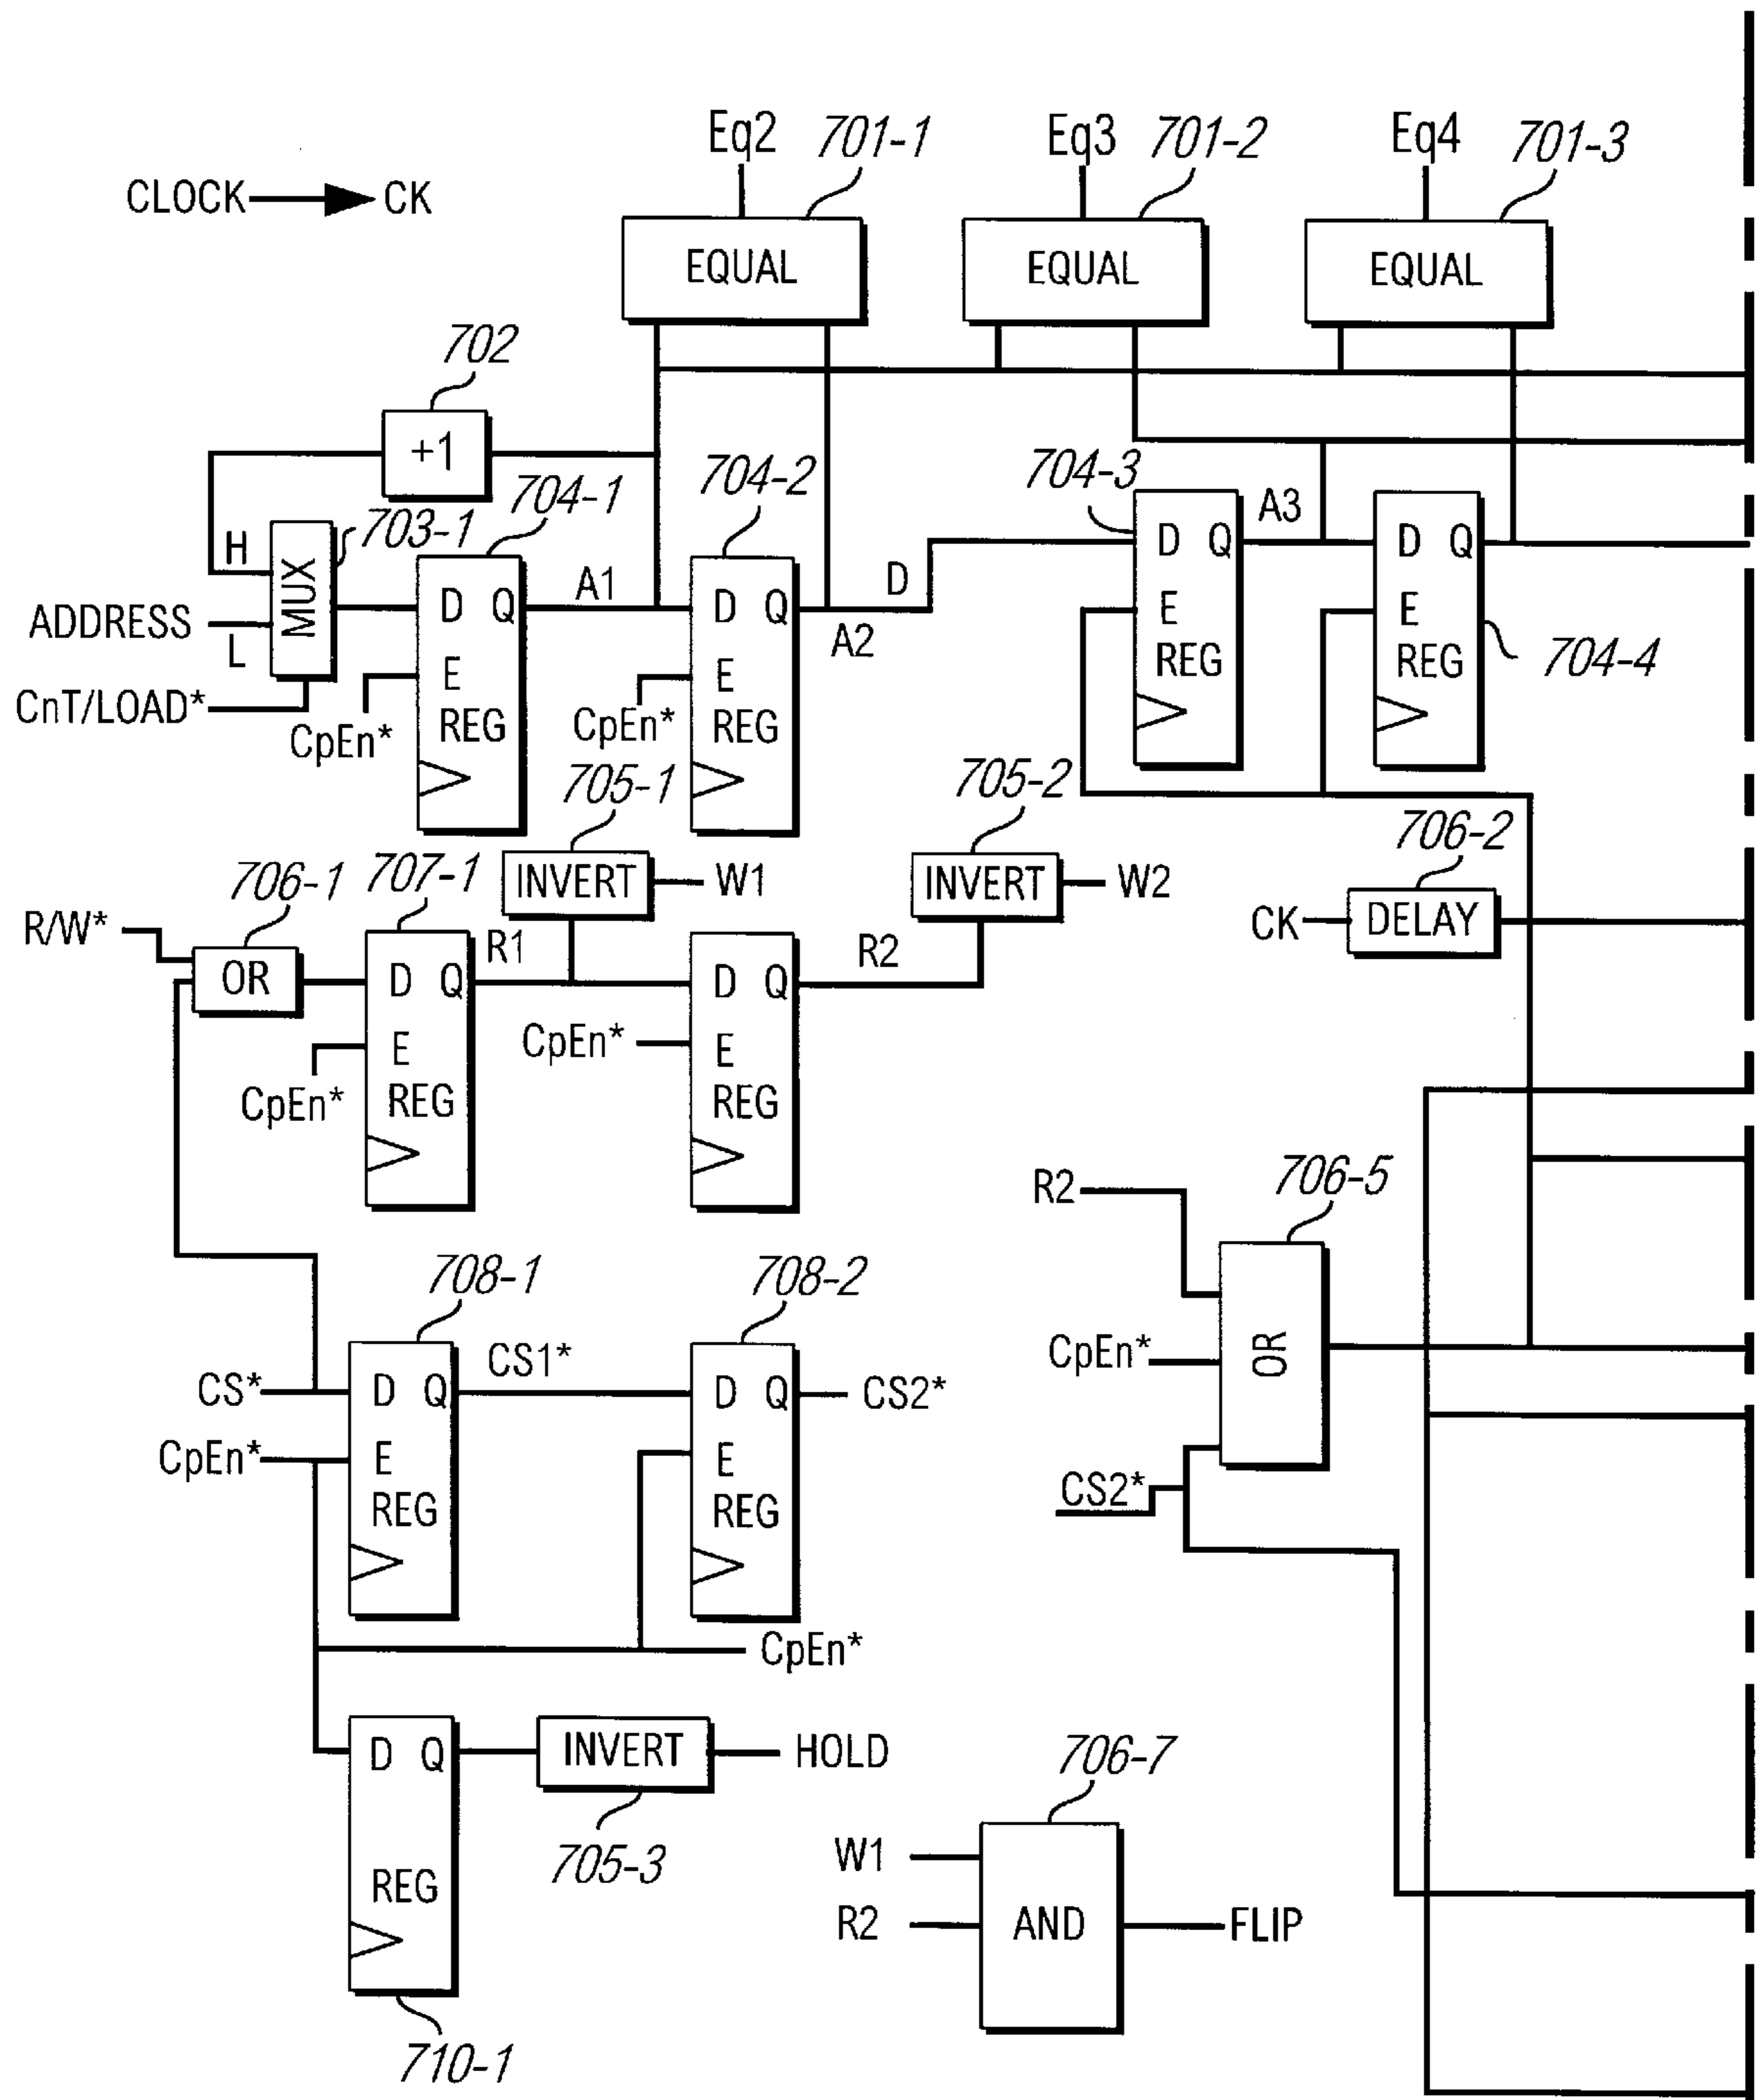 Eq2 701-1 Eq3 701-2 Eq4 701-3
CLOCK CK
EQUAL EQUAL EQUAL
702
+1
704-1 704-2 704-3
703-1
H
MUX
ADDRESS
L
CnT/LOAD*
D Q A1 D Q D A2 D Q A3 D Q
E E E E
REG REG REG REG
704-4
CpEn* CpEn*
705-1 705-2
706-2
706-1 707-1
INVERT W1 INVERT W2
CK DELAY
R/W*
OR
D Q R1 D Q R2
E CpEn* E
CpEn* REG REG
R2 706-5
708-1 708-2
CpEn* OR
CS* D Q CS1* D Q CS2*
CpEn* E E
REG REG
CS2*
CpEn*
D Q INVERT HOLD
706-7
705-3
W1
REG
R2 AND FLIP
710-1